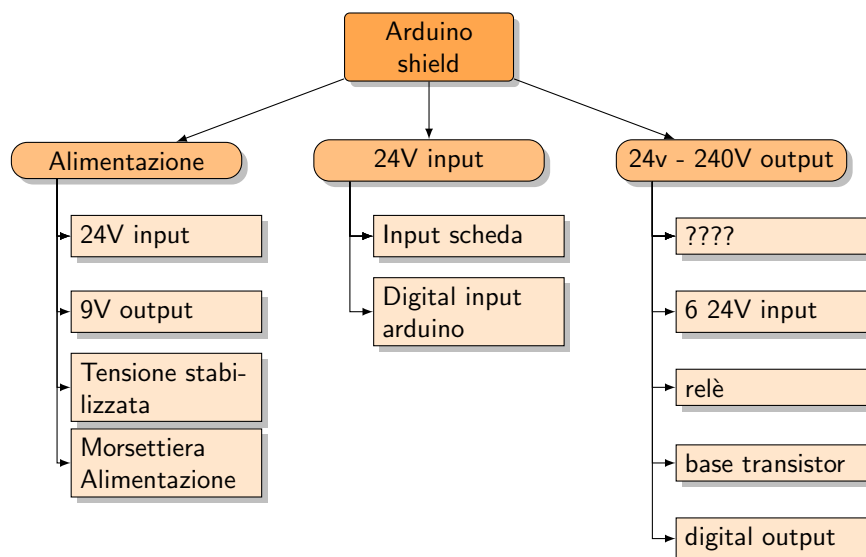 Arduino
shield
Alimentazione
24V input
9V output
Tensione stabi-
lizzata
Morsettiera
Alimentazione
24V input
Input scheda
Digital input
arduino
24v - 240V output
????
6 24V input
relè
base transistor
digital output